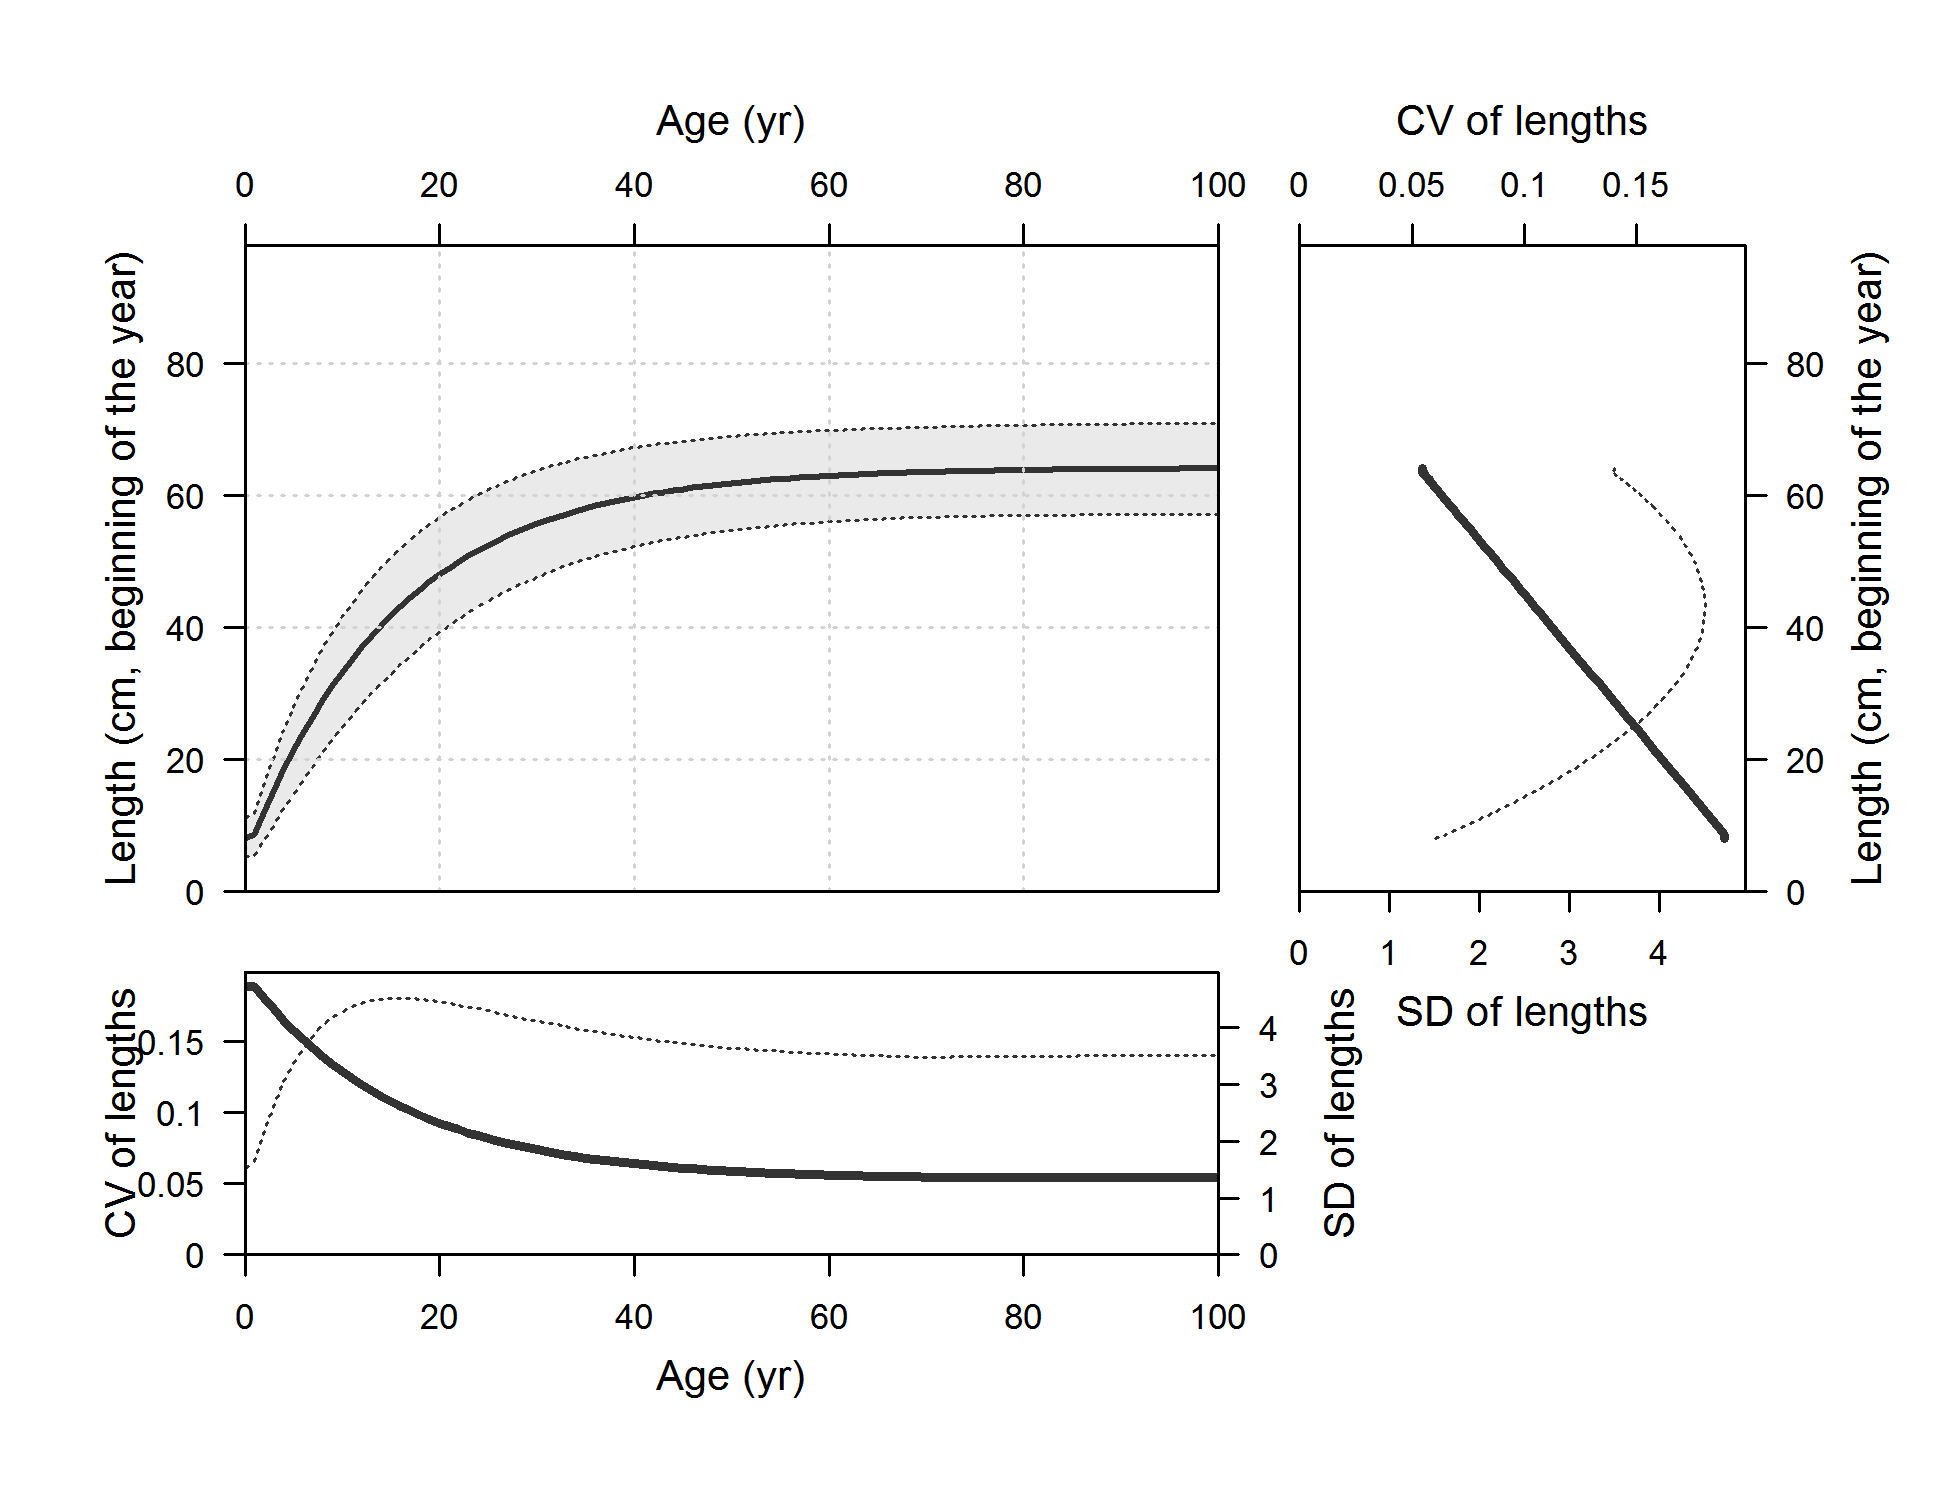 Age (yr)
0 20 40 60 80 100
Length (cm, beginning of the year)
80
60
40
20
0
CV of lengths
0 0.05 0.1 0.15
Length (cm, beginning of the year)
80
60
40
20
0
0 1 2 3 4
SD of lengths
CV of lengths
0.15
0.1
0.05
0
SD of lengths
4
3
2
1
0
0 20 40 60 80 100
Age (yr)